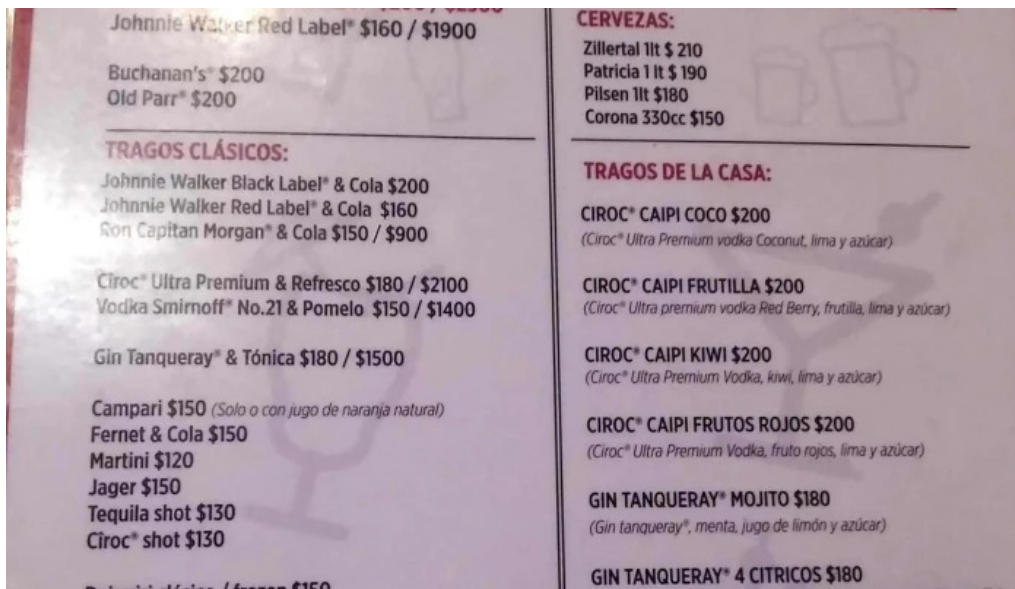 Johnnie Walker Red Label® $160 / $1900
Buchanan's® $200
Old Parr® $200
TRAGOS CLÁSICOS:
Johnnie Walker Black Label® & Cola $200
Johnnie Walker Red Label® & Cola $160
Ron Capitan Morgan® & Cola $150 / $900
Cîroc® Ultra Premium & Refresco $180 / $2100
Vodka Smirnoff® No.21 & Pomelo $150 / $1400
Gin Tanqueray® & Tónica $180 / $1500
Campari $150 (Solo o con jugo de naranja natural)
Fernet & Cola $150
Martini $120
Jager $150
Tequila shot $130
Cîroc® shot $130
$150
CERVEZAS:
Zillertal 1lt $ 210
Patricia 1 lt $ 190
Pilsen 1lt $180
Corona 330cc $150
TRAGOS DE LA CASA:
CIROC® CAIPI COCO $200
(Ciroc® Ultra Premium vodka Coconut, lima y azúcar)
CIROC® CAIPI FRUTILLA $200
(Ciroc® Ultra premium vodka Red Berry, frutilla, lima y azúcar)
CIROC® CAIPI KIWI $200
(Ciroc® Ultra Premium Vodka, kiwi, lima y azúcar)
CIROC® CAIPI FRUTOS ROJOS $200
(Ciroc® Ultra Premium Vodka, fruto rojos, lima y azúcar)
GIN TANQUERAY® MOJITO $180
(Gin tanqueray®, menta, jugo de limón y azúcar)
GIN TANQUERAY® 4 CITRICOS $180